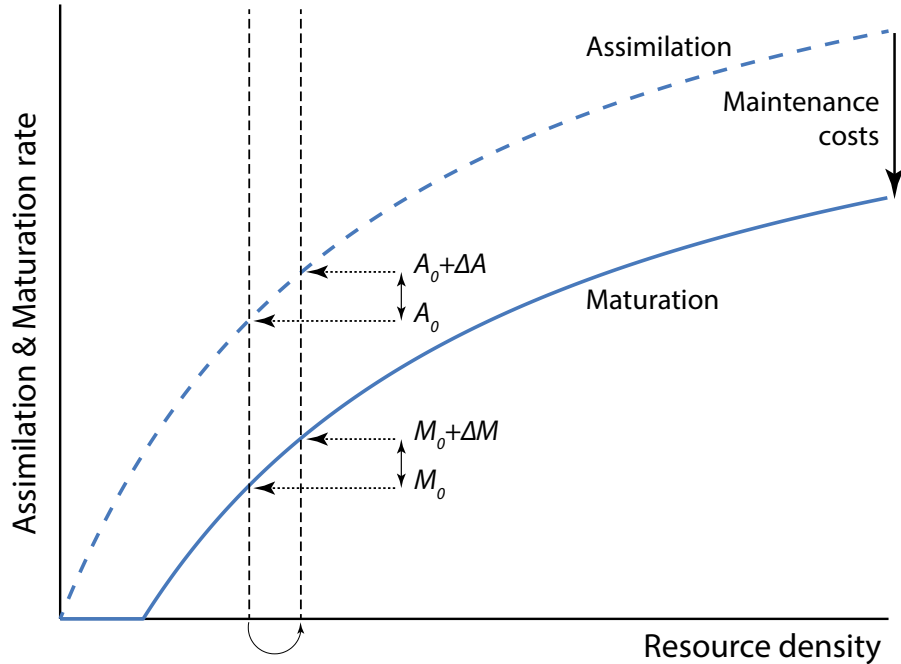 Assimilation
Maintenance
costs
Assimilation & Maturation rate
A₀+ΔA
A₀
Maturation
M₀+ΔM
M₀
Resource density